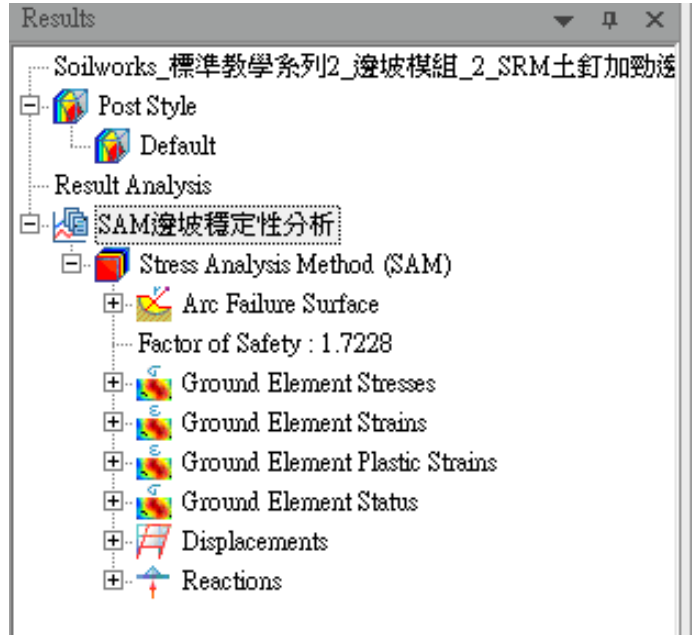 Results
Soilworks_標準教學系列2_邊坡模組_2_SRM土釘加勁邊
Post Style
Default
Result Analysis
SAM邊坡穩定性分析
Stress Analysis Method (SAM)
Arc Failure Surface
Factor of Safety : 1.7228
Ground Element Stresses
Ground Element Strains
Ground Element Plastic Strains
Ground Element Status
Displacements
Reactions